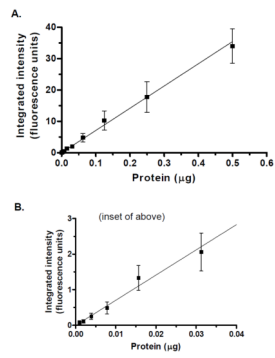 A.
Integrated intensity
(fluorescence units)
40
30
20
10
0
0.0 0.1 0.2 0.3 0.4 0.5 0.6
Protein (μg)
B.
(inset of above)
Integrated intensity
(fluorescence units)
3
2
1
0
0.00 0.01 0.02 0.03 0.04
Protein (μg)